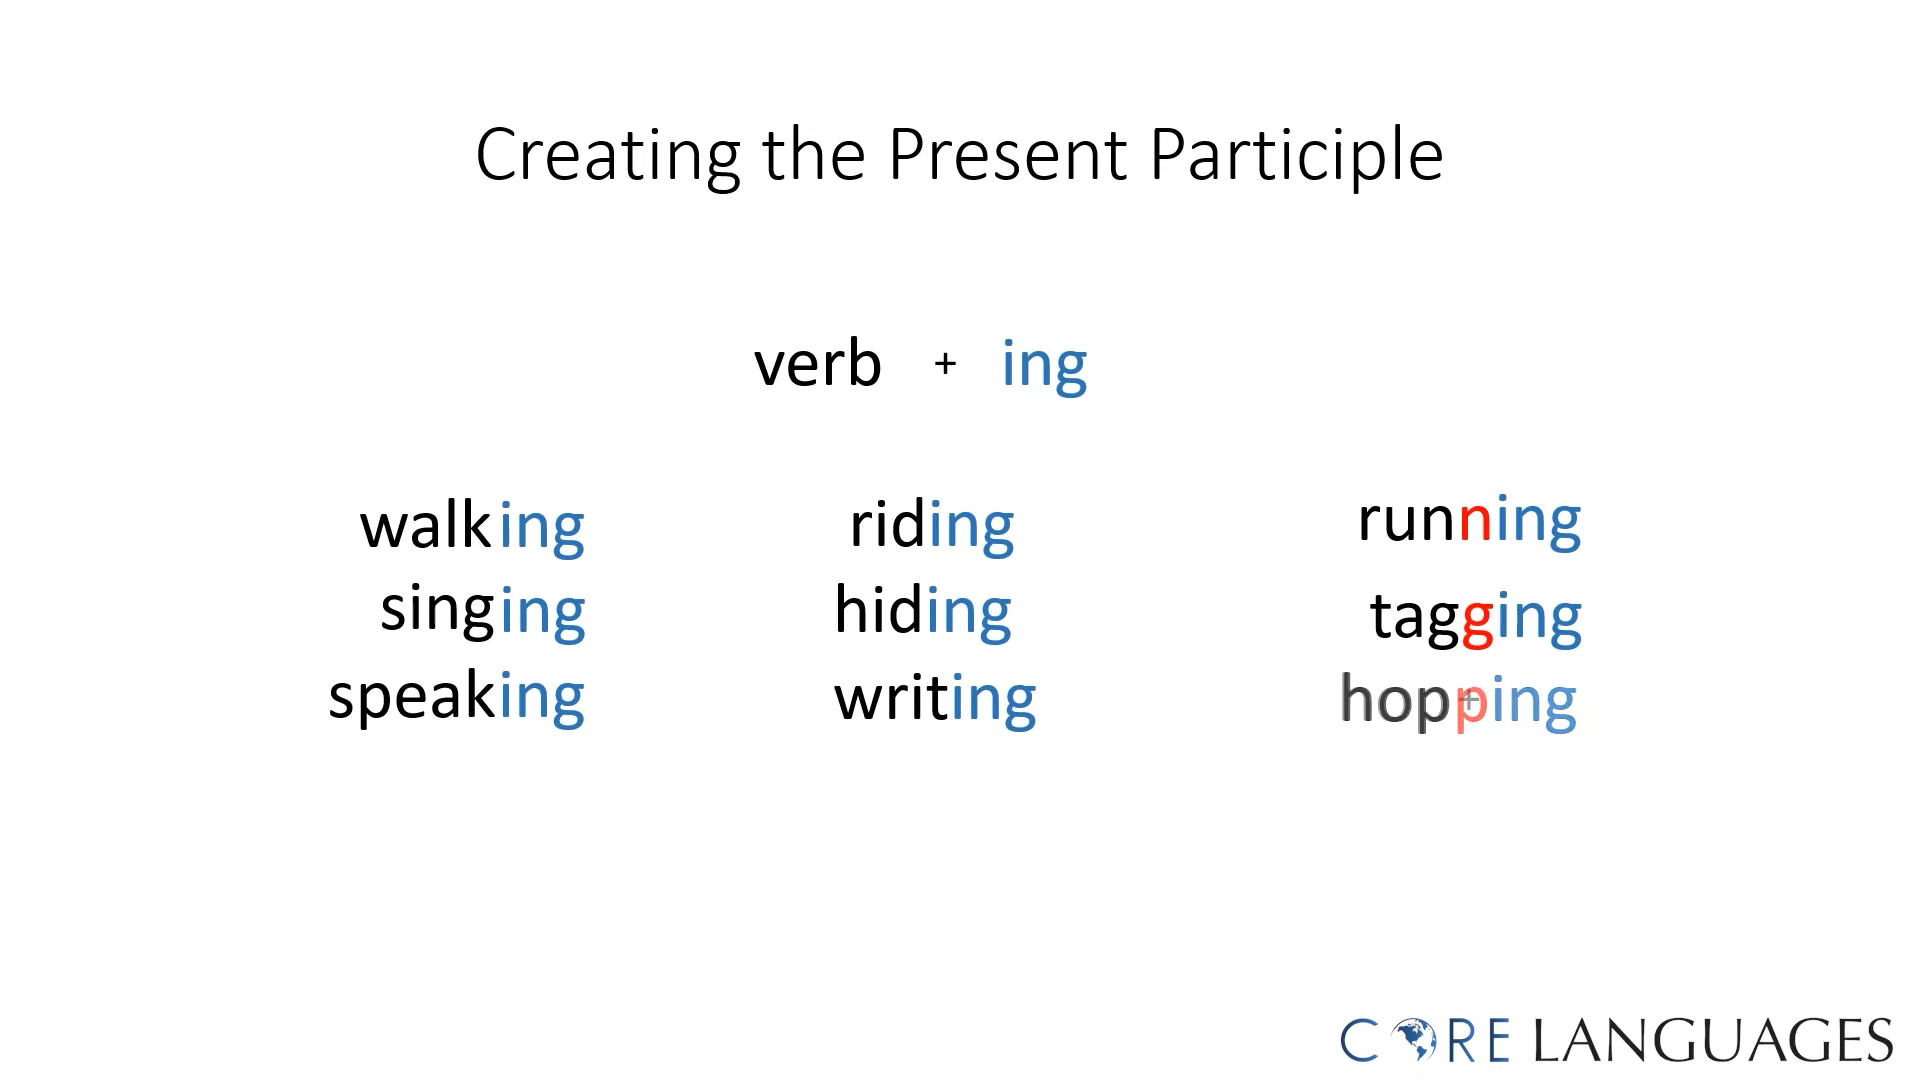 Creating the Present Participle
verb + ing
walking riding running
singing hiding tagging
speaking writing hopping
CORE LANGUAGES